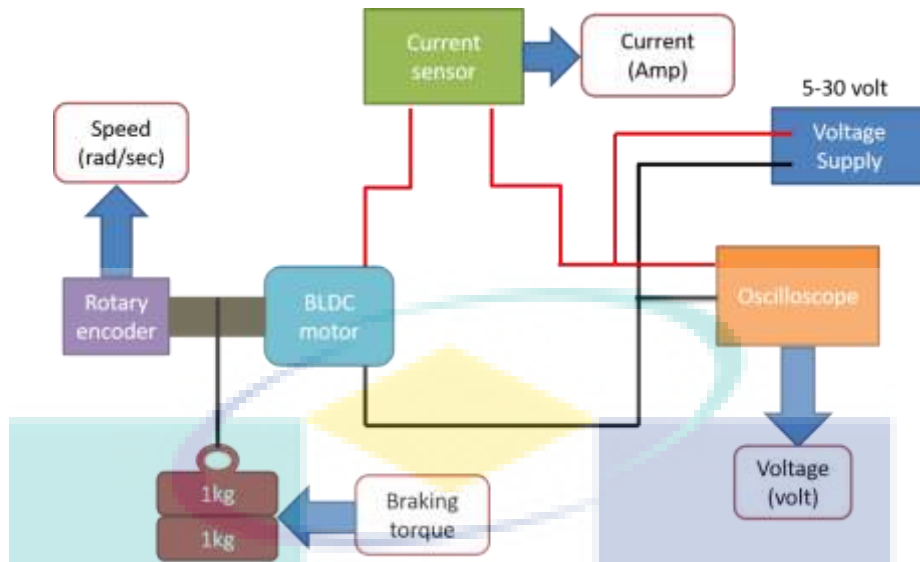 Current
sensor
Current
(Amp)
5-30 volt
Voltage
Supply
Speed
(rad/sec)
Rotary
encoder
BLDC
motor
Oscilloscope
1kg
1kg
Braking
torque
Voltage
(volt)